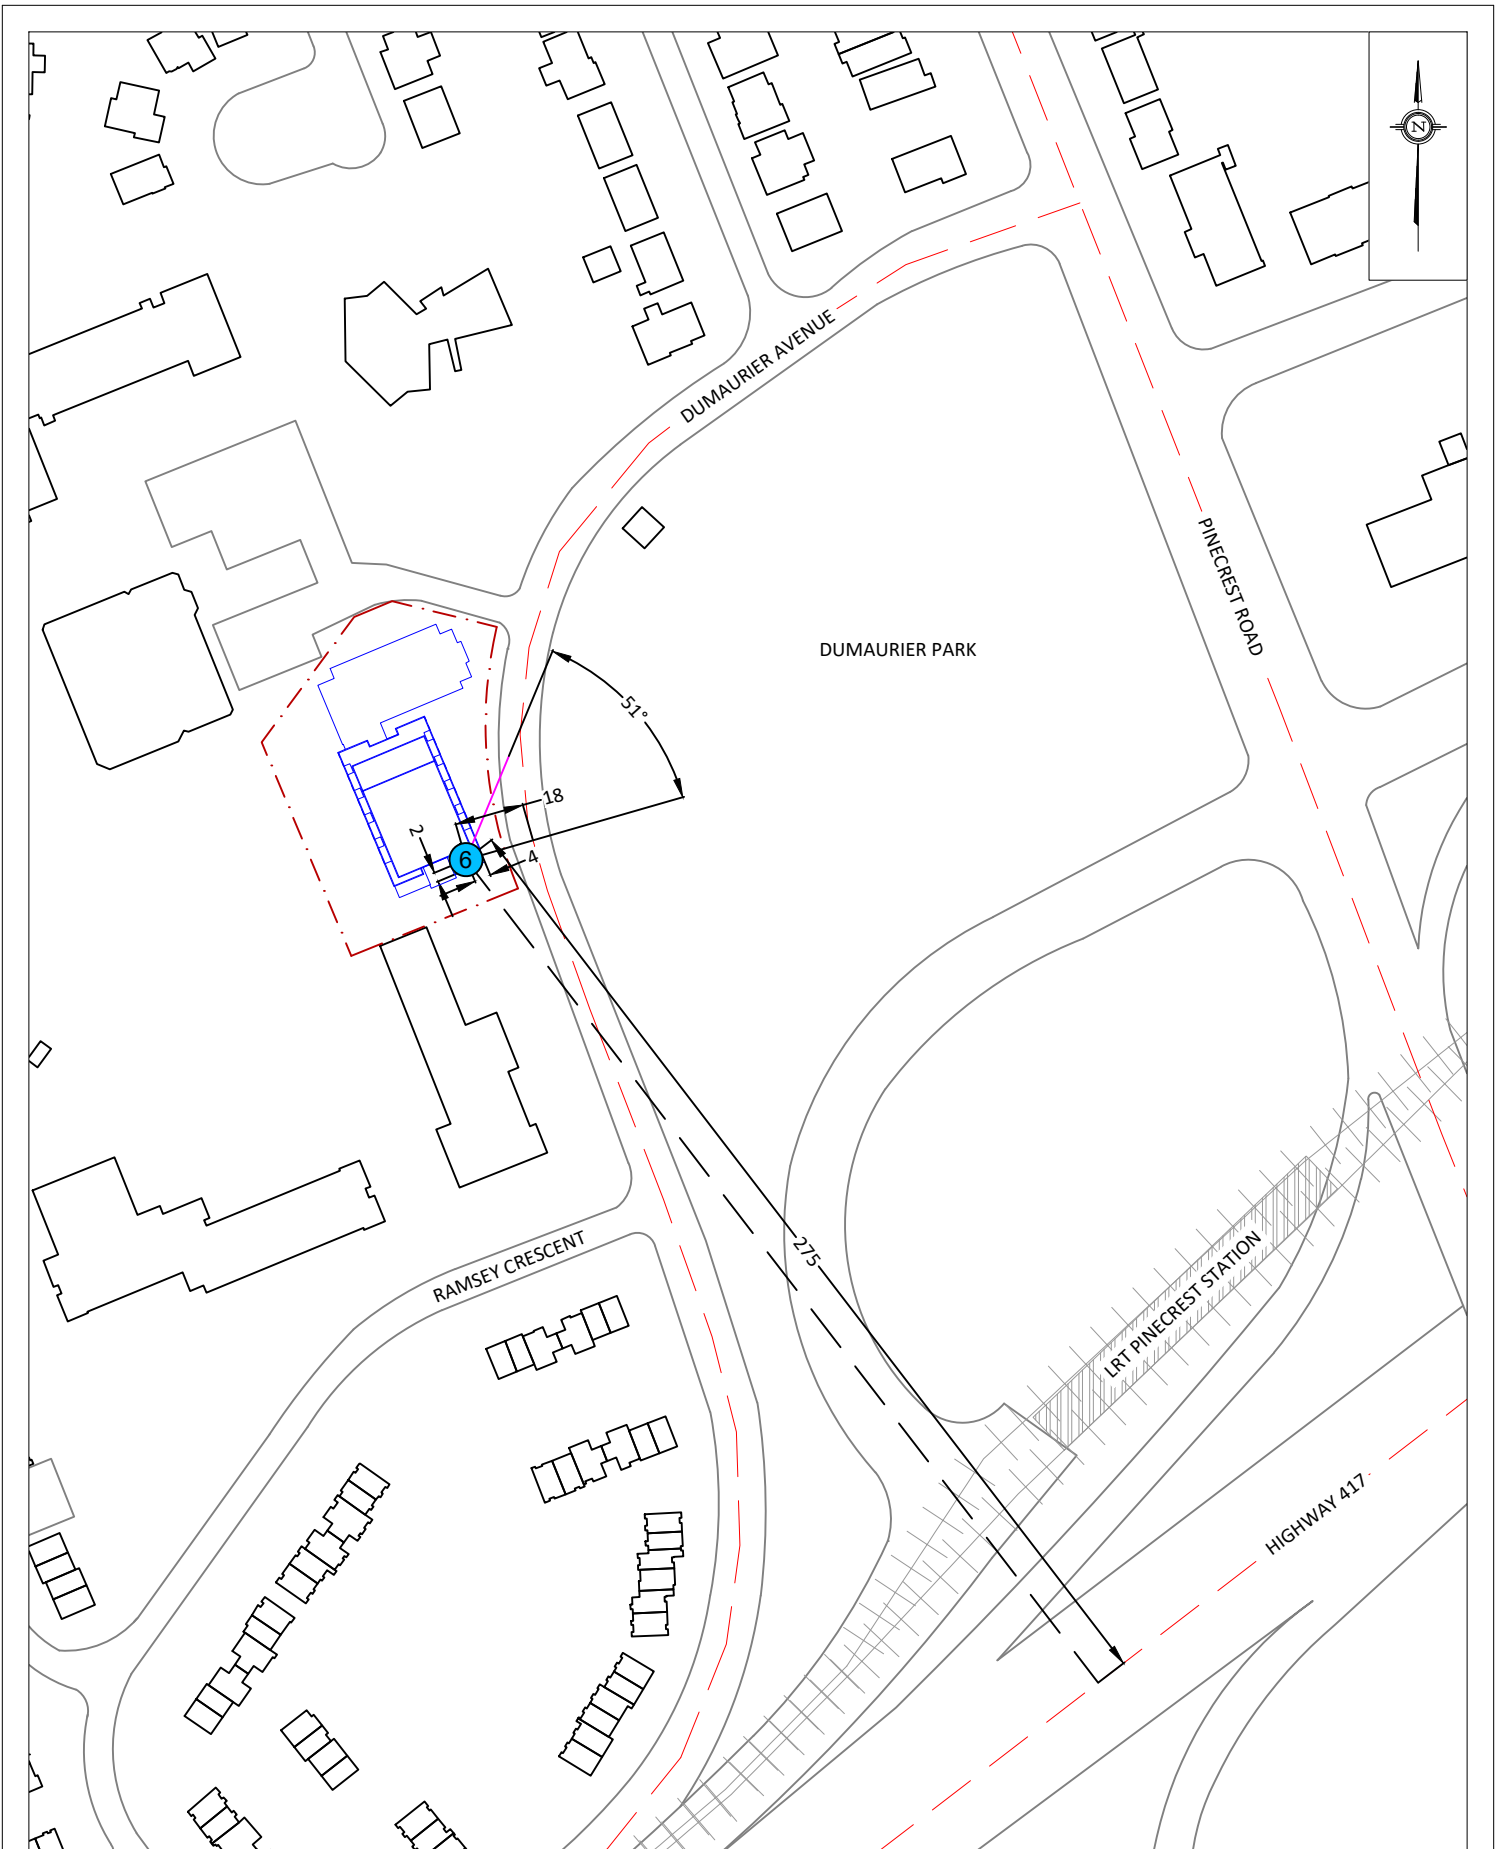 N
DUMAURIER AVENUE
PINECREST ROAD
DUMAURIER PARK
51°
18
2
6
4
275
RAMSEY CRESCENT
LRT PINECREST STATION
HIGHWAY 417